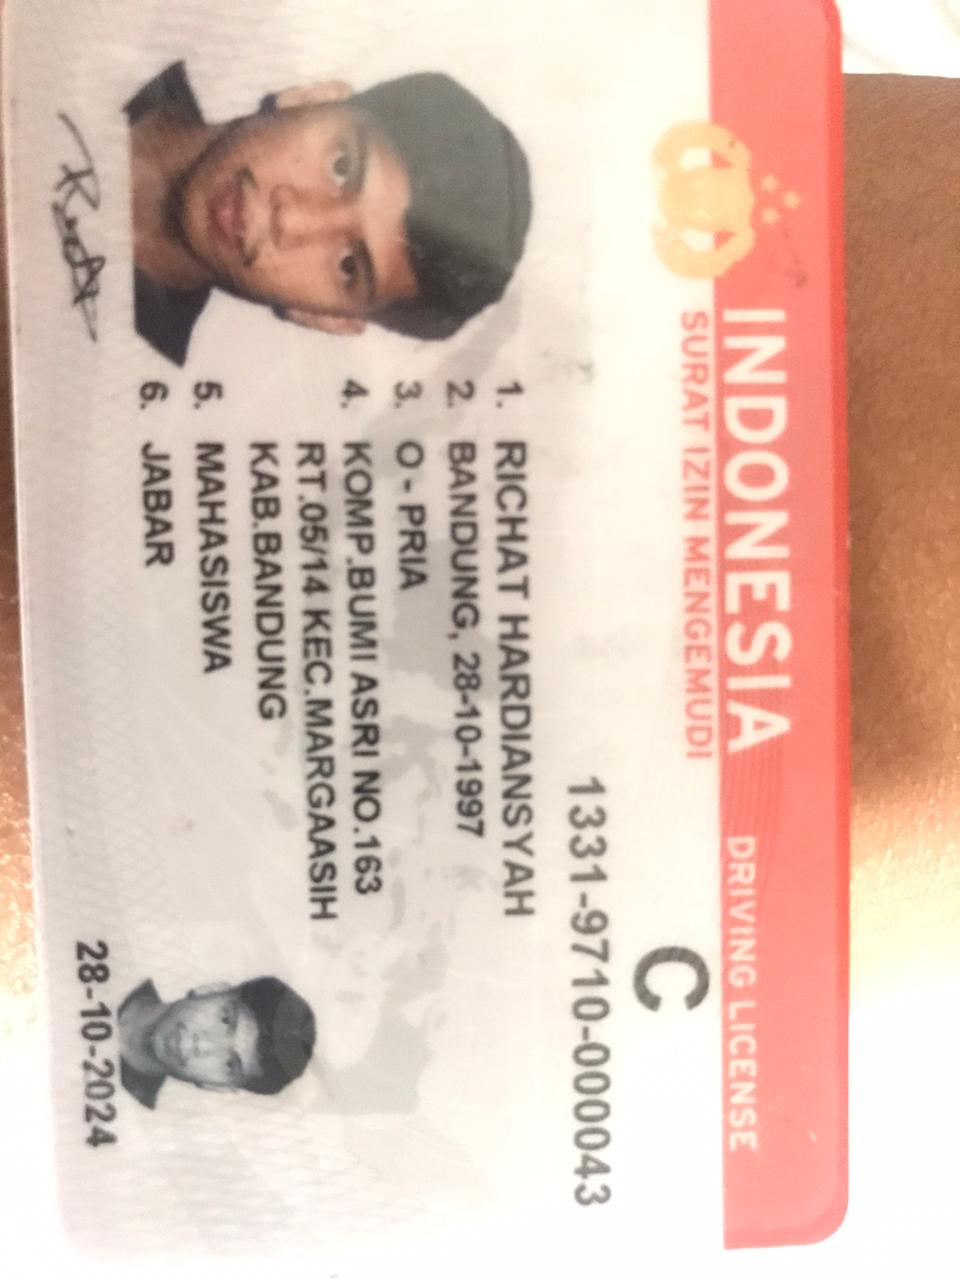 INDONESIA DRIVING LICENSE
SURAT IZIN MENGEMUDI
C
1331-9710-000043
1. RICHAT HARDIANSYAH
2. BANDUNG, 28-10-1997
3. O - PRIA
4. KOMP.BUMI ASRI NO.163
RT.05/14 KEC.MARGAASIH
KAB.BANDUNG
5. MAHASISWA
6. JABAR
28-10-2024